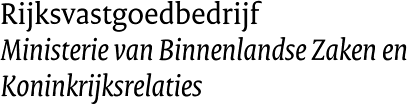 Rijksvastgoedbedrijf
Ministerie van Binnenlandse Zaken en
Koninkrijksrelaties